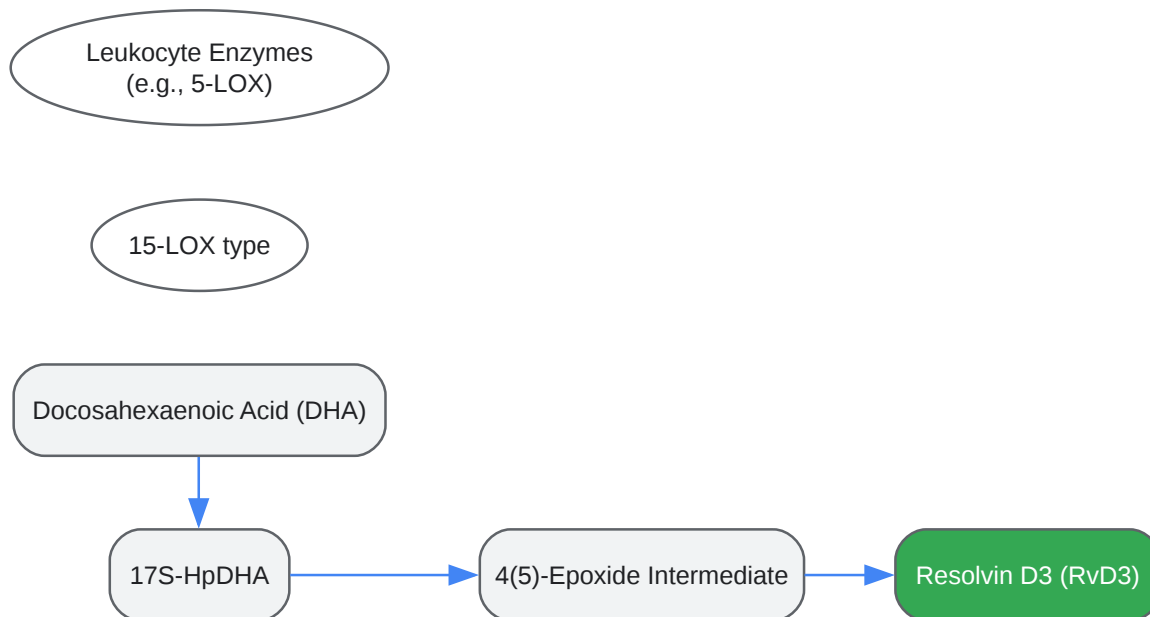 Leukocyte Enzymes
(e.g., 5-LOX)
15-LOX type
Docosahexaenoic Acid (DHA)
17S-HpDHA
4(5)-Epoxide Intermediate
Resolvin D3 (RvD3)